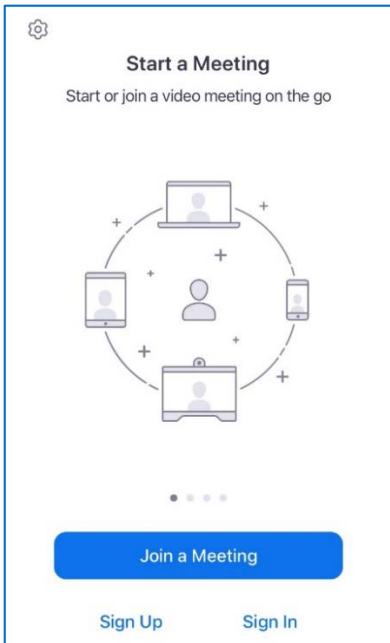 Start a Meeting
Start or join a video meeting on the go
Join a Meeting
Sign Up Sign In